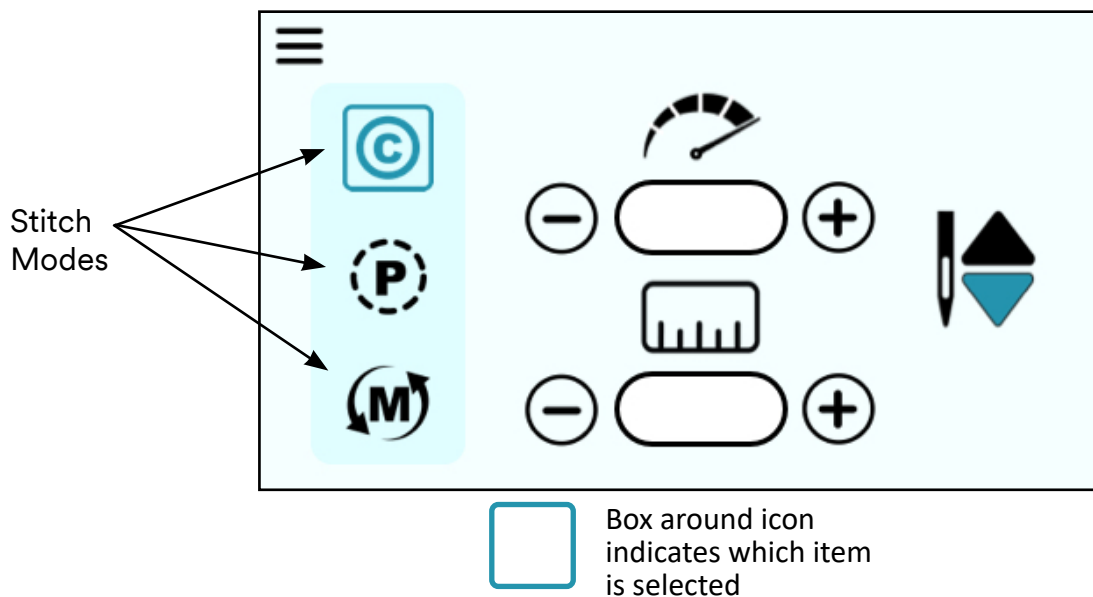 ©
Stitch
Modes
P
M
Box around icon
indicates which item
is selected